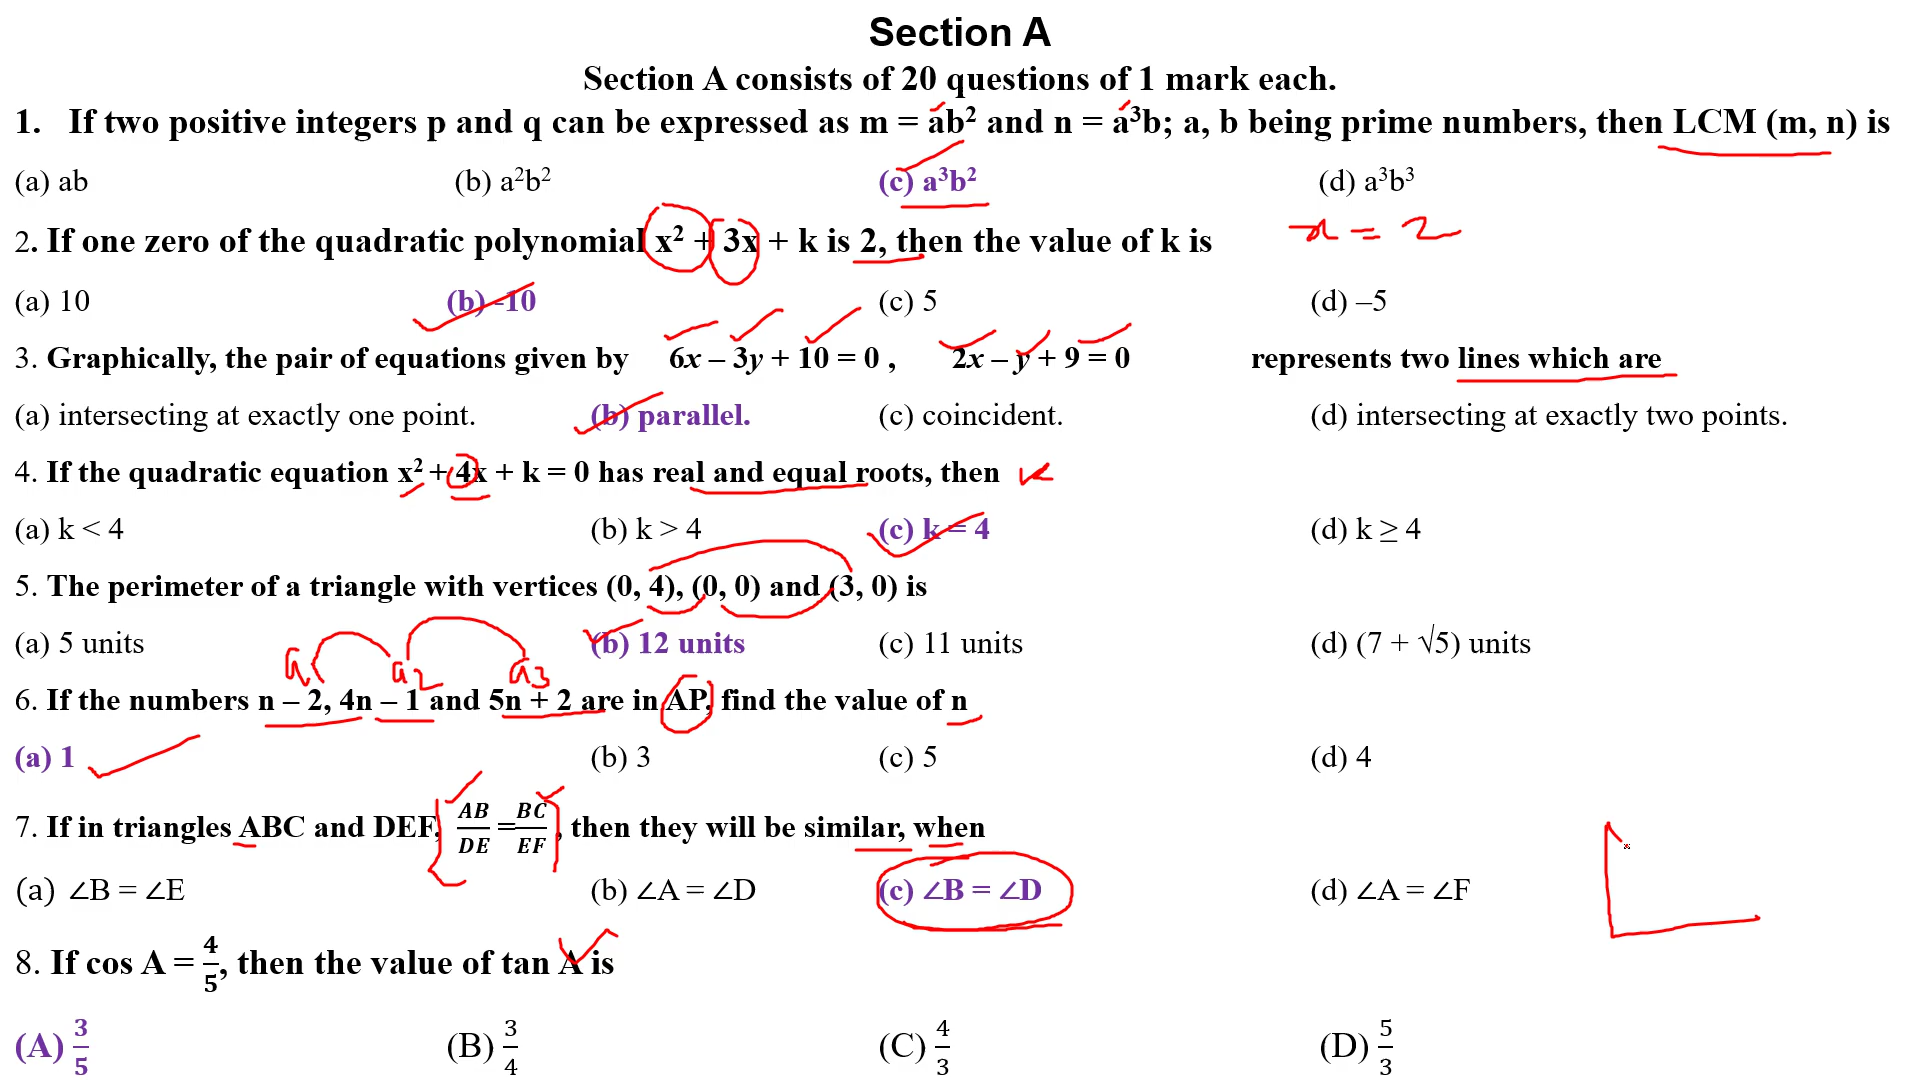 Section A
Section A consists of 20 questions of 1 mark each.
1. If two positive integers p and q can be expressed as m = ab² and n = a³b; a, b being prime numbers, then LCM (m, n) is
(a) ab (b) a²b² (c) a³b² (d) a³b³
2. If one zero of the quadratic polynomial x² + 3x + k is 2, then the value of k is x = 2
(a) 10 (b) -10 (c) 5 (d) –5
3. Graphically, the pair of equations given by 6x – 3y + 10 = 0 , 2x – y + 9 = 0 represents two lines which are
(a) intersecting at exactly one point. (b) parallel. (c) coincident. (d) intersecting at exactly two points.
4. If the quadratic equation x² + 4x + k = 0 has real and equal roots, then k
(a) k < 4 (b) k > 4 (c) k = 4 (d) k ≥ 4
5. The perimeter of a triangle with vertices (0, 4), (0, 0) and (3, 0) is
(a) 5 units (b) 12 units (c) 11 units (d) (7 + √5) units
a a2 a3
6. If the numbers n – 2, 4n – 1 and 5n + 2 are in AP, find the value of n
(a) 1 (b) 3 (c) 5 (d) 4
7. If in triangles ABC and DEF, AB/DE = BC/EF, then they will be similar, when
(a) ∠B = ∠E (b) ∠A = ∠D (c) ∠B = ∠D (d) ∠A = ∠F
8. If cos A = 4/5, then the value of tan A is
(A) 3/5 (B) 3/4 (C) 4/3 (D) 5/3